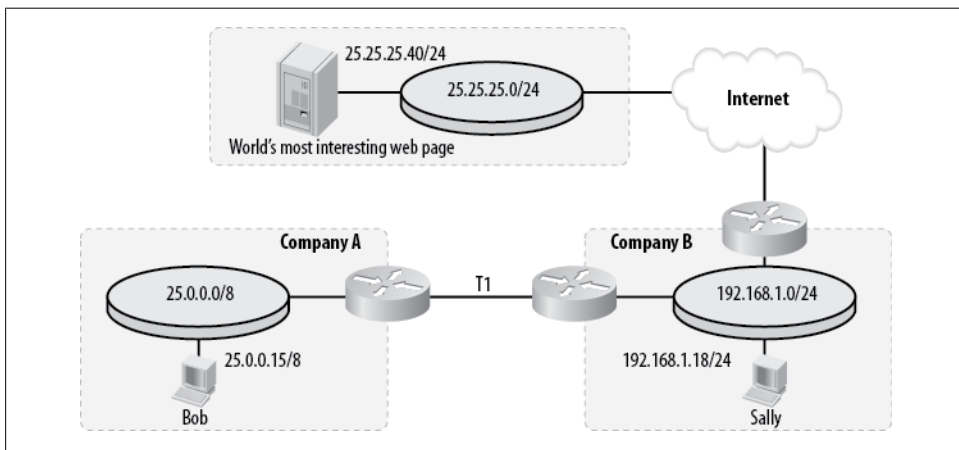 25.25.25.40/24
25.25.25.0/24
Internet
World's most interesting web page
Company A
Company B
25.0.0.0/8
T1
192.168.1.0/24
25.0.0.15/8
192.168.1.18/24
Bob
Sally